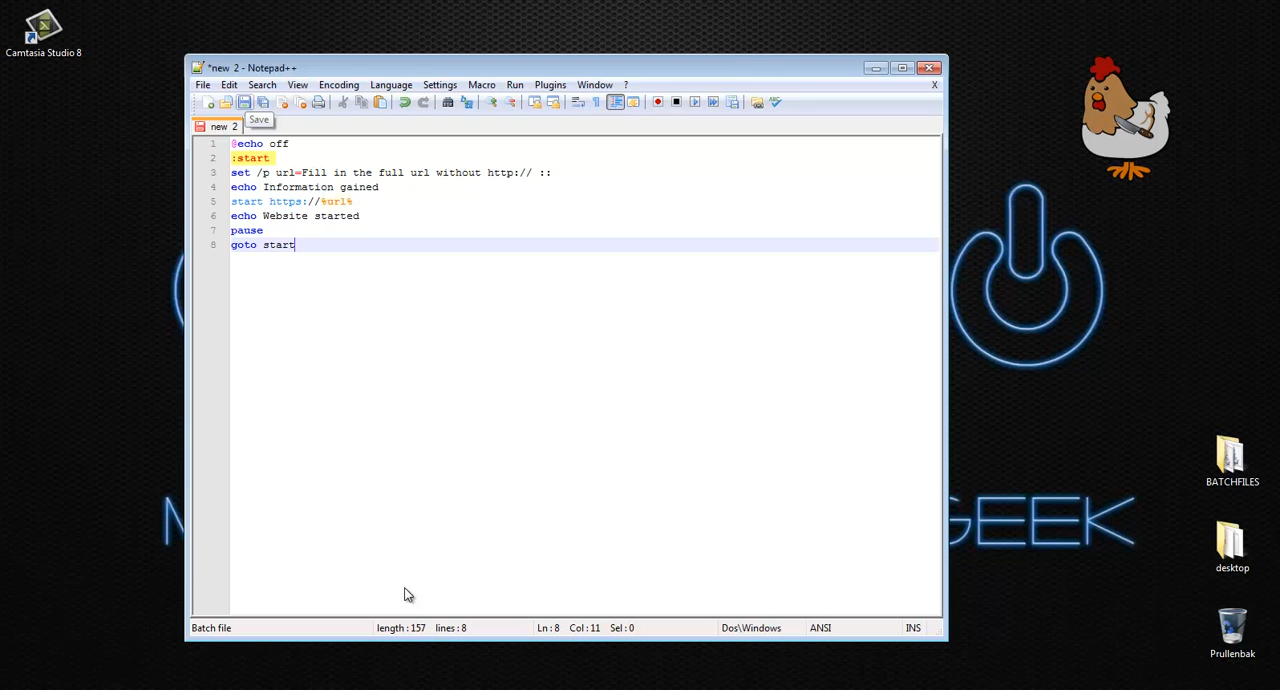 Camtasia Studio 8
*new 2 - Notepad++
File Edit Search View Encoding Language Settings Macro Run Plugins Window ? X
Save
new 2
1 @echo off
2 :start
3 set /p url=Fill in the full url without http:// ::
4 echo Information gained
5 start https://%url%
6 echo Website started
7 pause
8 goto start
BATCHFILES
GEEK
desktop
Batch file length : 157 lines : 8 Ln : 8 Col : 11 Sel : 0 Dos\Windows ANSI INS
Prullenbak